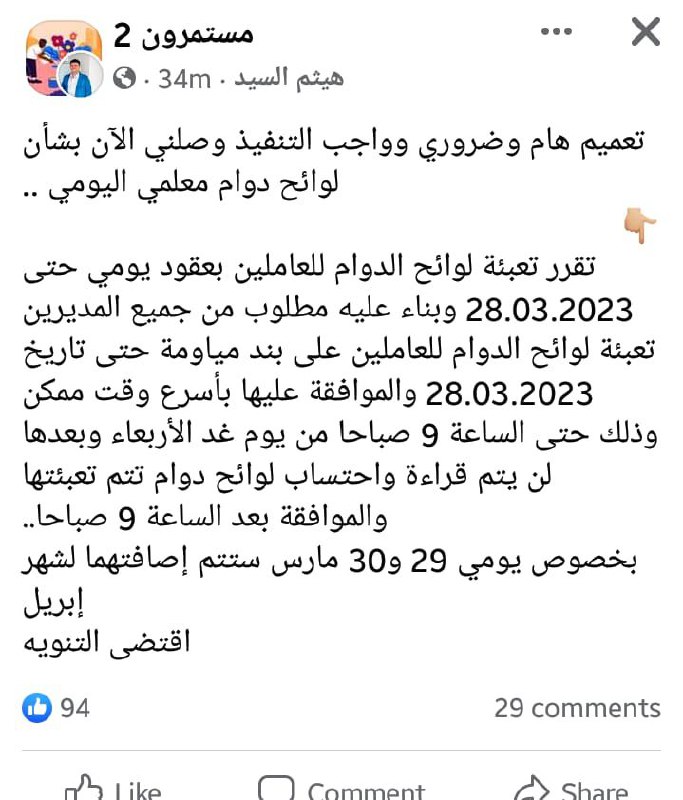 مستمرون 2
هيثم السيد · 34m ·
تعميم هام وضروري وواجب التنفيذ وصلني الآن بشأن
لوائح دوام معلمي اليومي ..
تقرر تعبئة لوائح الدوام للعاملين بعقود يومي حتى
28.03.2023 وبناء عليه مطلوب من جميع المديرين
تعبئة لوائح الدوام للعاملين على بند مياومة حتى تاريخ
28.03.2023 والموافقة عليها بأسرع وقت ممكن
وذلك حتى الساعة 9 صباحا من يوم غد الأربعاء وبعدها
لن يتم قراءة واحتساب لوائح دوام تتم تعبئتها
والموافقة بعد الساعة 9 صباحا..
بخصوص يومي 29 و30 مارس ستتم إصافتهما لشهر
إبريل
اقتضى التنويه
94
29 comments
Like
Comment
Share